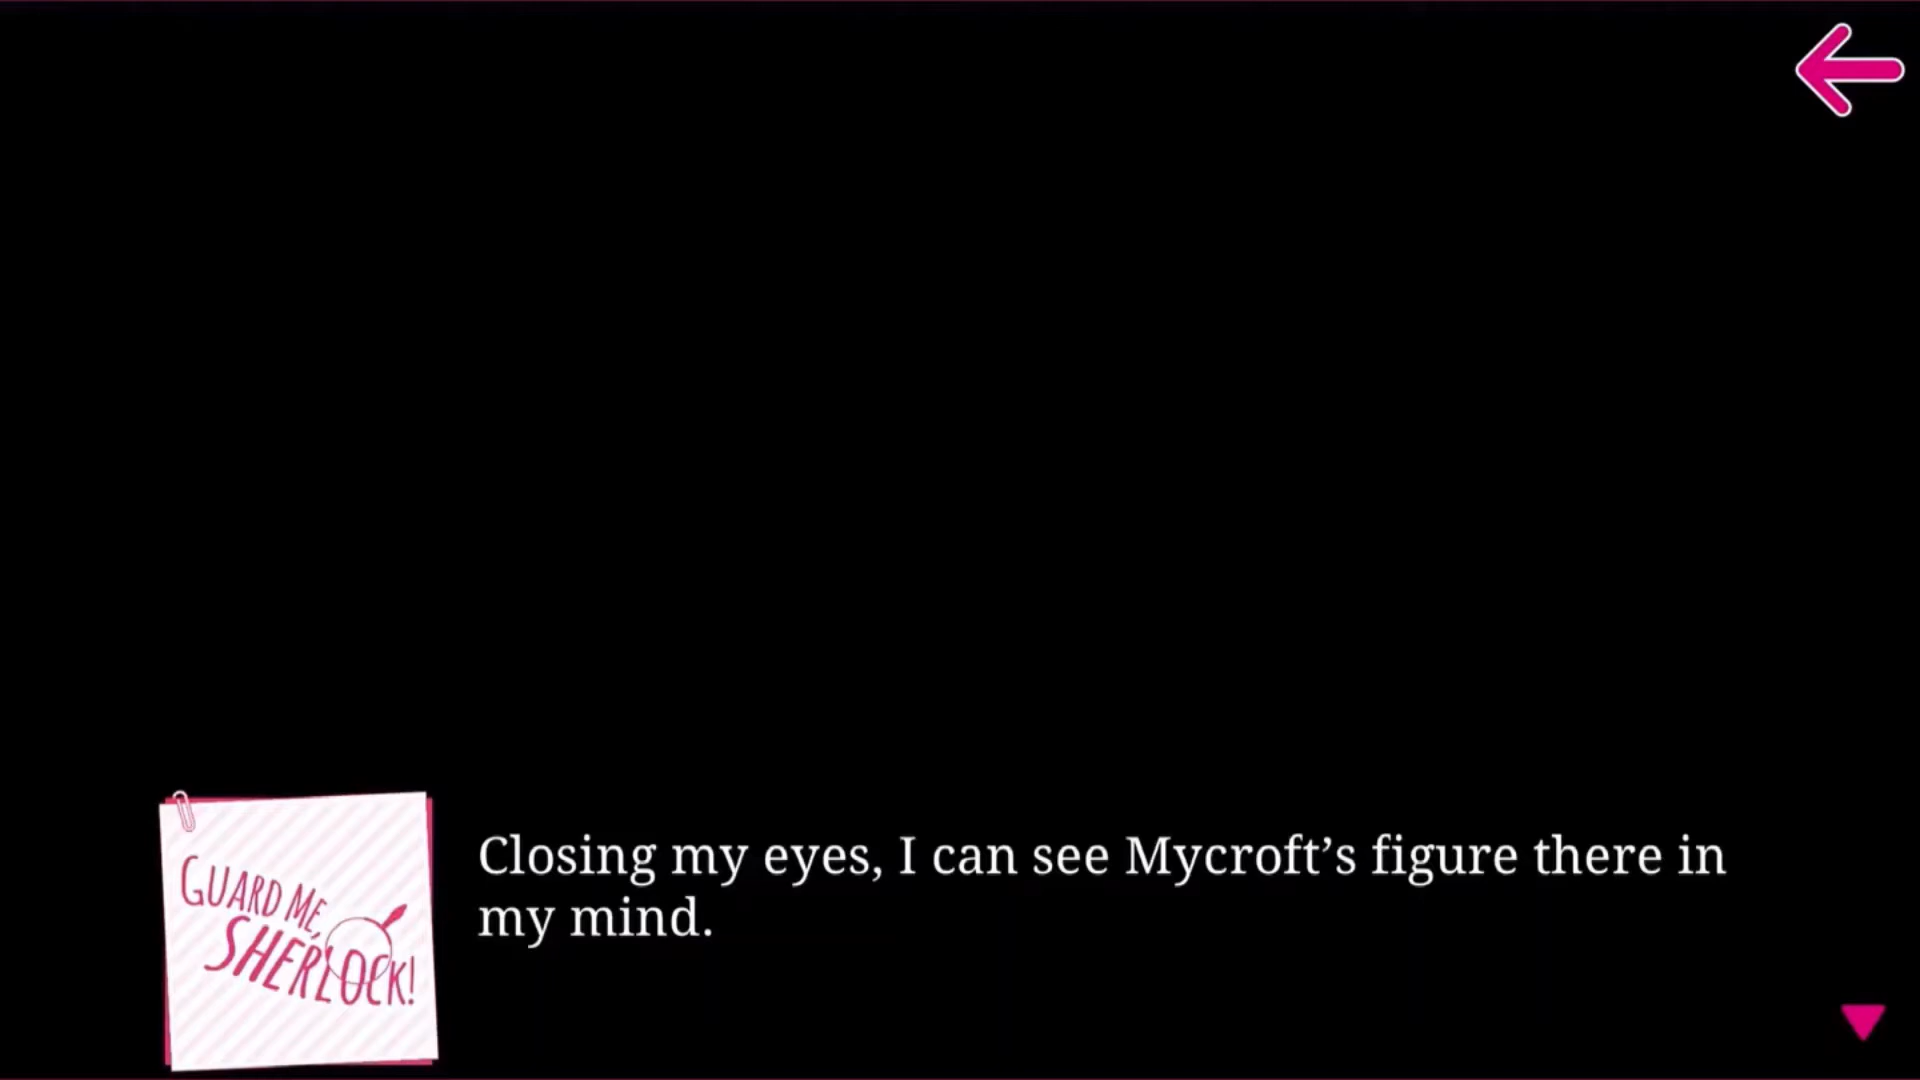 Closing my eyes, I can see Mycroft’s figure there in
my mind.
GUARD ME,
SHERLOCK!